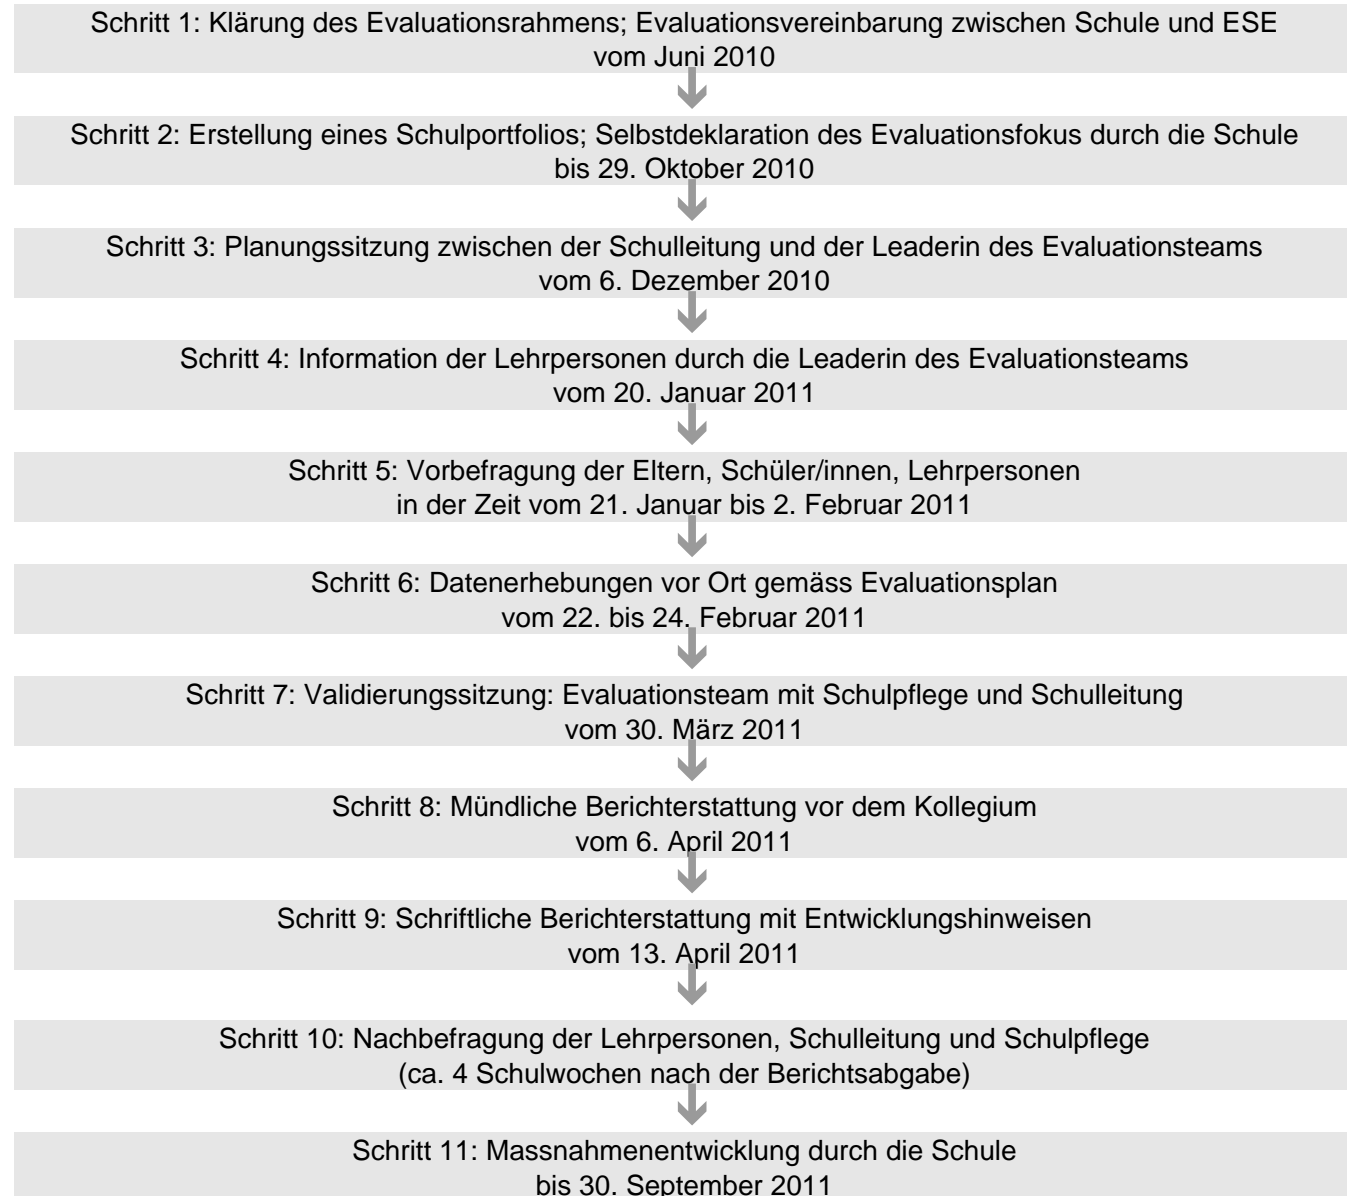 Schritt 1: Klärung des Evaluationsrahmens; Evaluationsvereinbarung zwischen Schule und ESE
vom Juni 2010
Schritt 2: Erstellung eines Schulportfolios; Selbstdeklaration des Evaluationsfokus durch die Schule
bis 29. Oktober 2010
Schritt 3: Planungssitzung zwischen der Schulleitung und der Leaderin des Evaluationsteams
vom 6. Dezember 2010
Schritt 4: Information der Lehrpersonen durch die Leaderin des Evaluationsteams
vom 20. Januar 2011
Schritt 5: Vorbefragung der Eltern, Schüler/innen, Lehrpersonen
in der Zeit vom 21. Januar bis 2. Februar 2011
Schritt 6: Datenerhebungen vor Ort gemäss Evaluationsplan
vom 22. bis 24. Februar 2011
Schritt 7: Validierungssitzung: Evaluationsteam mit Schulpflege und Schulleitung
vom 30. März 2011
Schritt 8: Mündliche Berichterstattung vor dem Kollegium
vom 6. April 2011
Schritt 9: Schriftliche Berichterstattung mit Entwicklungshinweisen
vom 13. April 2011
Schritt 10: Nachbefragung der Lehrpersonen, Schulleitung und Schulpflege
(ca. 4 Schulwochen nach der Berichtsabgabe)
Schritt 11: Massnahmenentwicklung durch die Schule
bis 30. September 2011